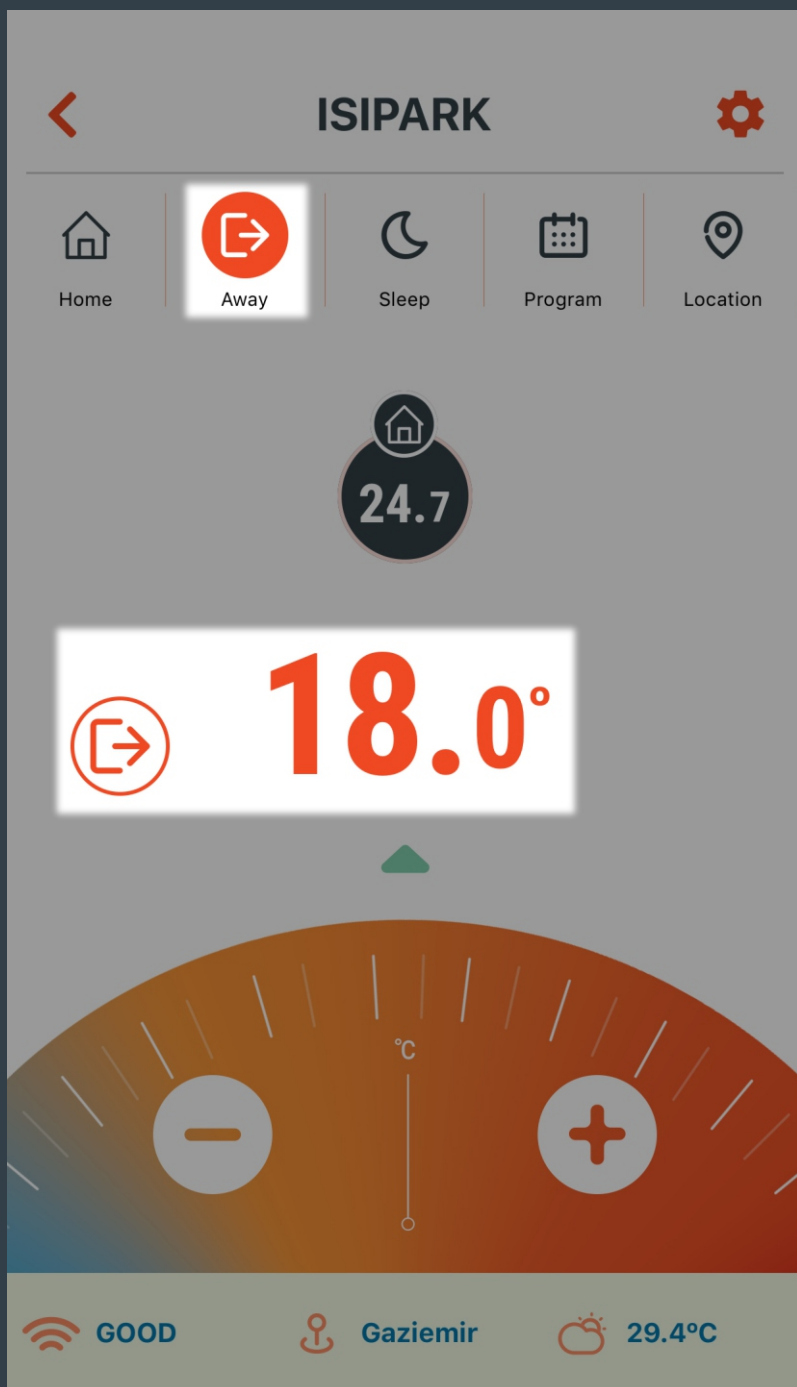 ISIPARK
Home Away Sleep Program Location
24.7
18.0°
°C
GOOD Gaziemir 29.4°C